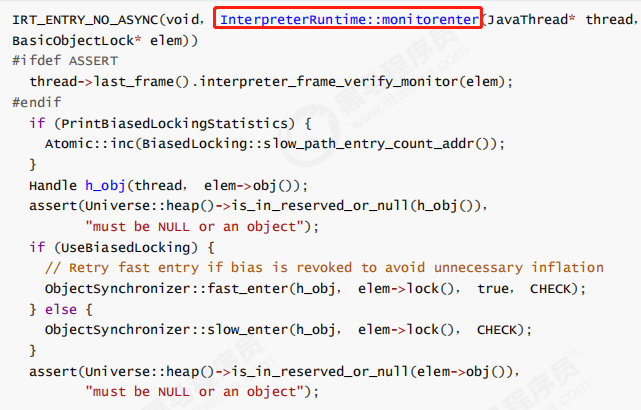 IRT_ENTRY_NO_ASYNC(void, InterpreterRuntime::monitorenter(JavaThread* thread,
BasicObjectLock* elem))
#ifdef ASSERT
  thread->last_frame().interpreter_frame_verify_monitor(elem);
#endif
  if (PrintBiasedLockingStatistics) {
    Atomic::inc(BiasedLocking::slow_path_entry_count_addr());
  }
  Handle h_obj(thread, elem->obj());
  assert(Universe::heap()->is_in_reserved_or_null(h_obj()),
         "must be NULL or an object");
  if (UseBiasedLocking) {
    // Retry fast entry if bias is revoked to avoid unnecessary inflation
    ObjectSynchronizer::fast_enter(h_obj, elem->lock(), true, CHECK);
  } else {
    ObjectSynchronizer::slow_enter(h_obj, elem->lock(), CHECK);
  }
  assert(Universe::heap()->is_in_reserved_or_null(elem->obj()),
         "must be NULL or an object");